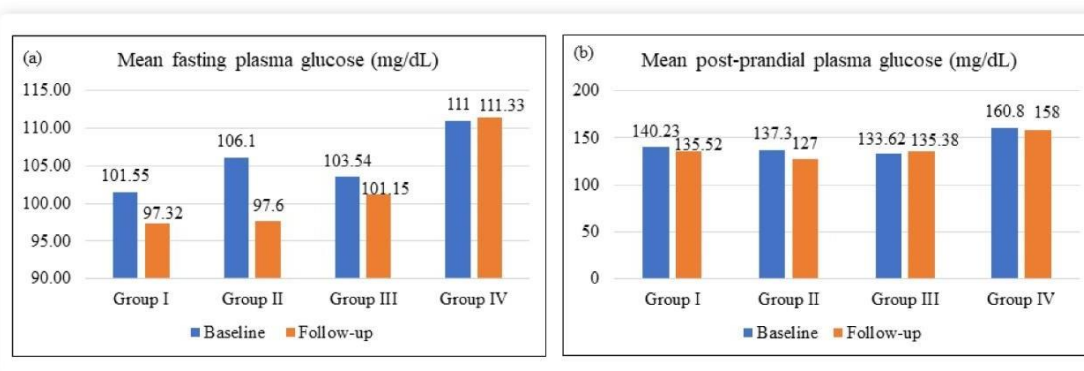 (a)
Mean fasting plasma glucose (mg/dL)
115.00
110.00
105.00
100.00
95.00
90.00
101.55
97.32
106.1
97.6
103.54
101.15
111
111.33
Group I
Group II
Group III
Group IV
Baseline
Follow-up
(b)
Mean post-prandial plasma glucose (mg/dL)
200
150
100
50
0
140.23
135.52
137.3
127
133.62
135.38
160.8
158
Group I
Group II
Group III
Group IV
Baseline
Follow-up